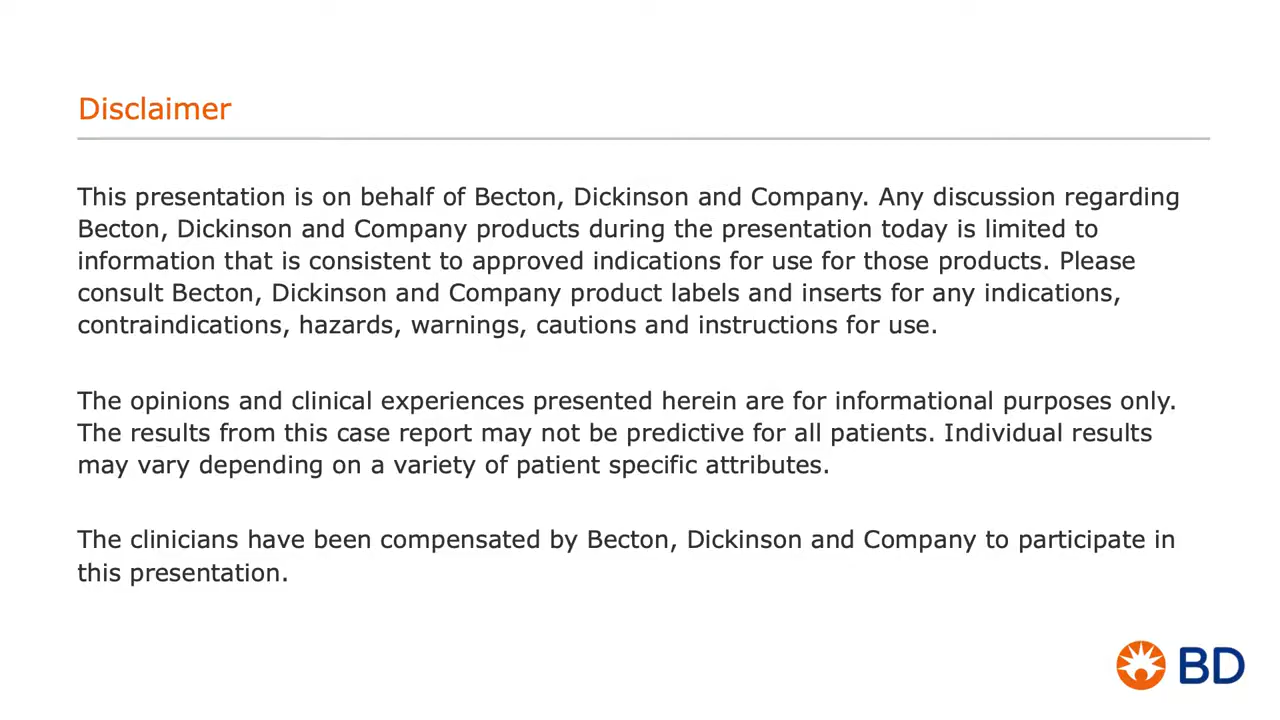 Disclaimer
This presentation is on behalf of Becton, Dickinson and Company. Any discussion regarding
Becton, Dickinson and Company products during the presentation today is limited to
information that is consistent to approved indications for use for those products. Please
consult Becton, Dickinson and Company product labels and inserts for any indications,
contraindications, hazards, warnings, cautions and instructions for use.
The opinions and clinical experiences presented herein are for informational purposes only.
The results from this case report may not be predictive for all patients. Individual results
may vary depending on a variety of patient specific attributes.
The clinicians have been compensated by Becton, Dickinson and Company to participate in
this presentation.
BD